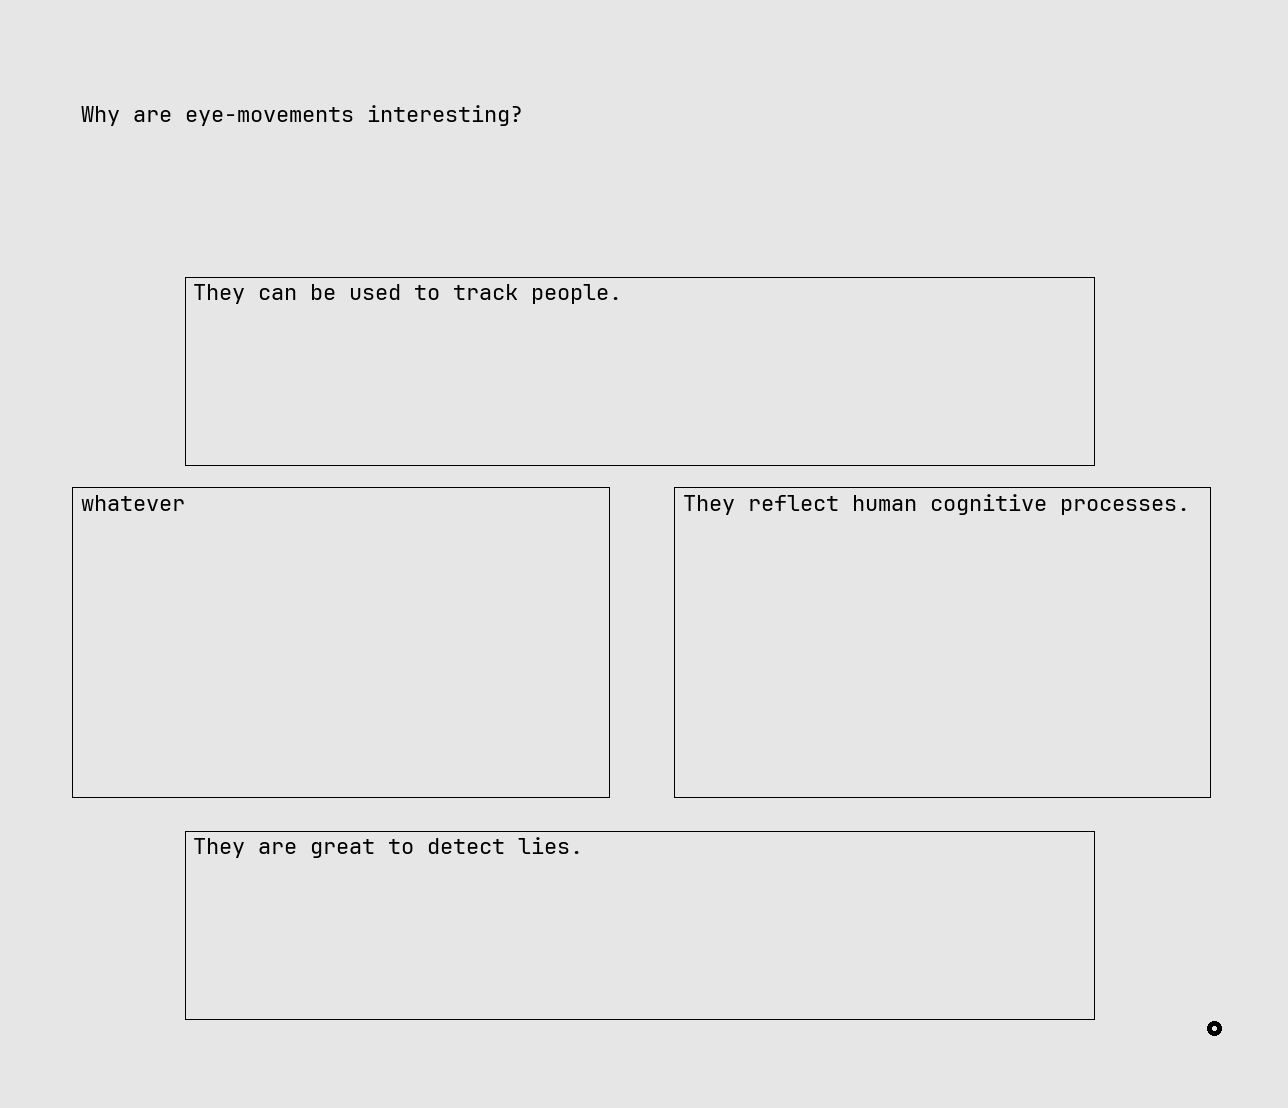 Why are eye-movements interesting?
They can be used to track people.
whatever
They reflect human cognitive processes.
They are great to detect lies.